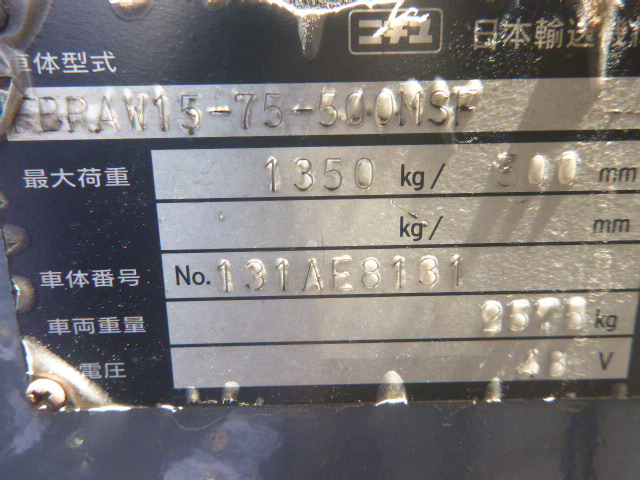 ニチユ 日本輸送機
車体型式
FBRAW15-75-500MSF
最大荷重 1350 kg/ 300 mm
kg/ mm
車体番号 No. 131AE8131
車両重量 kg
電圧 48 V